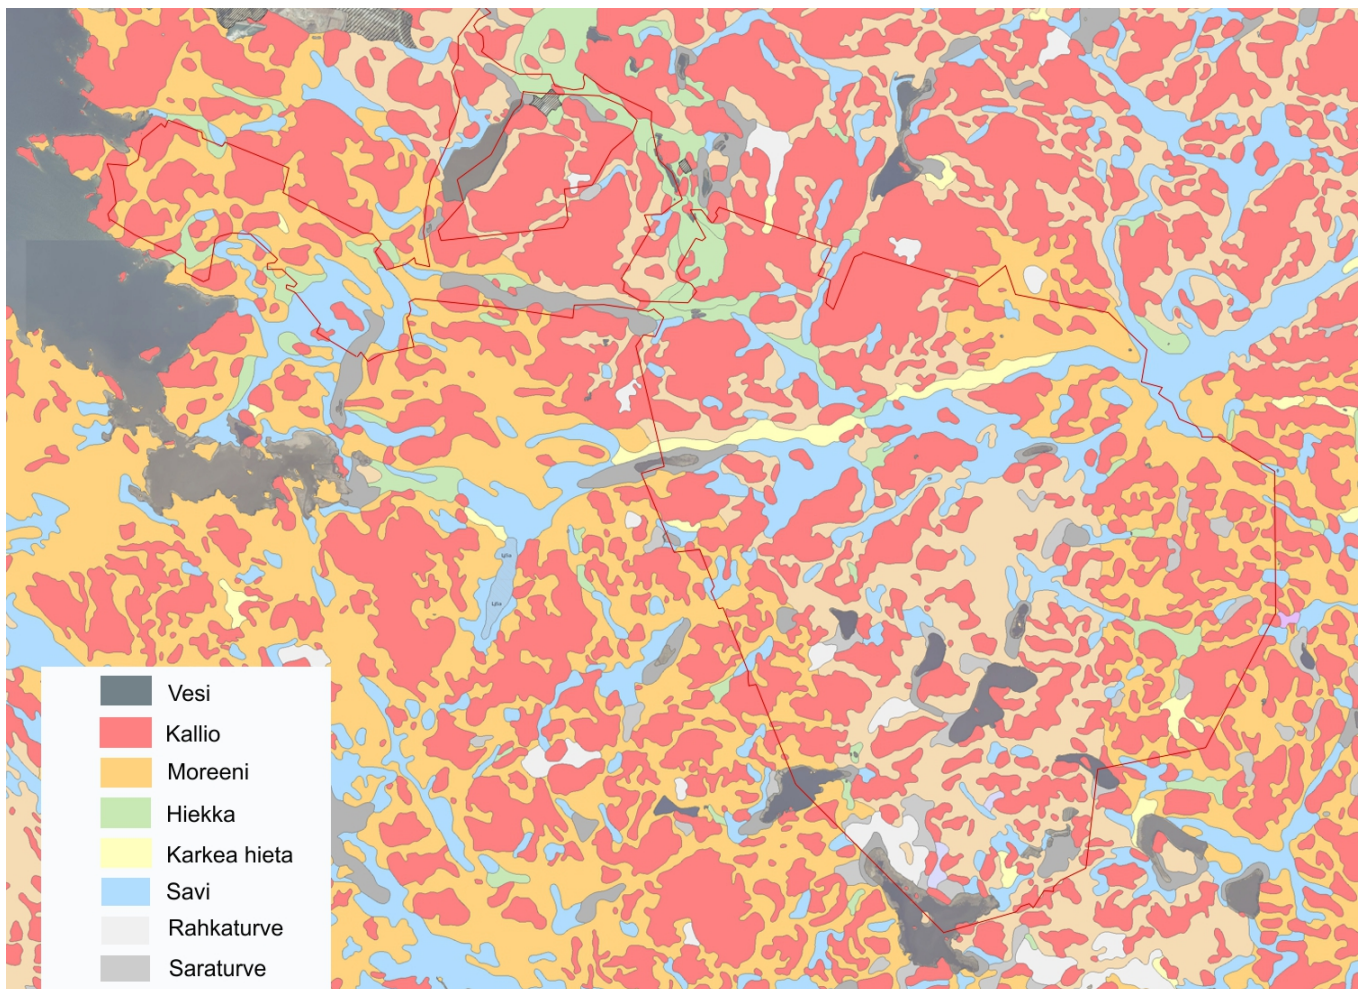 Vesi
Kallio
Moreeni
Hiekka
Karkea hieta
Savi
Rahkaturve
Saraturve